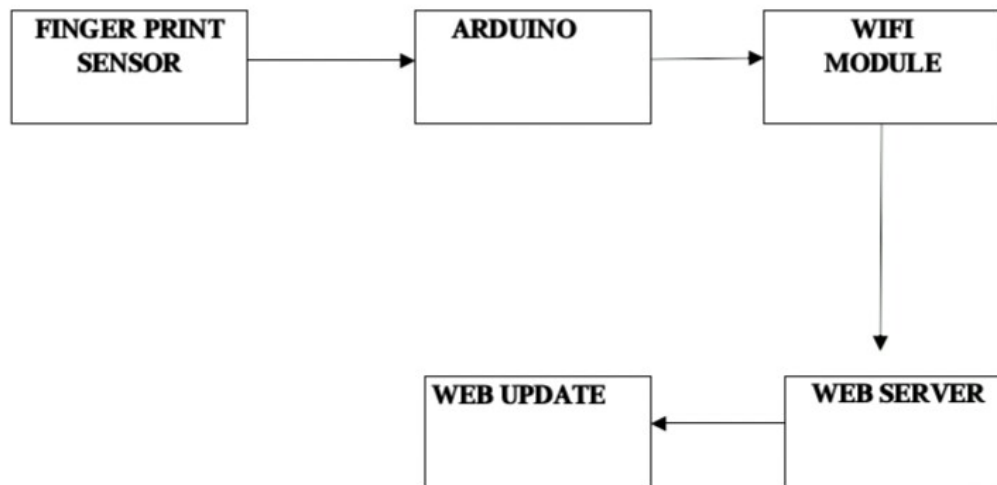 FINGER PRINT
SENSOR
ARDUINO
WIFI
MODULE
WEB UPDATE
WEB SERVER